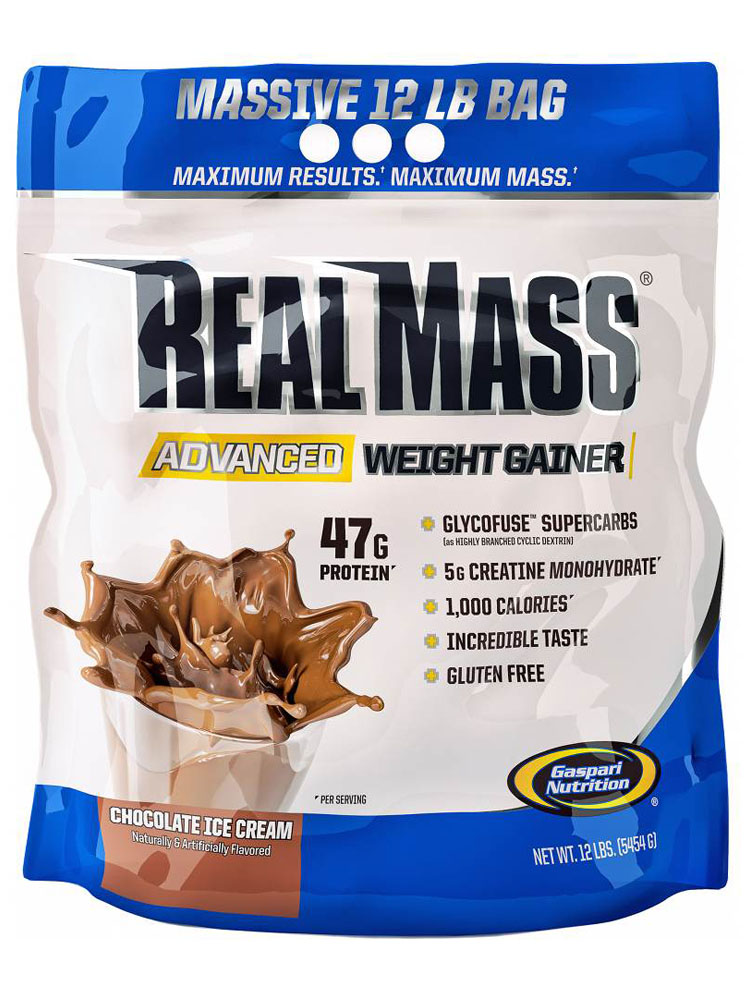 MASSIVE 12 LB BAG
MAXIMUM RESULTS.† MAXIMUM MASS.†
REAL MASS®
ADVANCED WEIGHT GAINER
47G
PROTEIN*
GLYCOFUSE™ SUPERCARBS
(AS HIGHLY BRANCHED CYCLIC DEXTRIN)
5G CREATINE MONOHYDRATE*
1,000 CALORIES*
INCREDIBLE TASTE
GLUTEN FREE
Gaspari
Nutrition®
*PER SERVING
CHOCOLATE ICE CREAM
Naturally & Artificially Flavored
NET WT. 12 LBS. (5454 G)